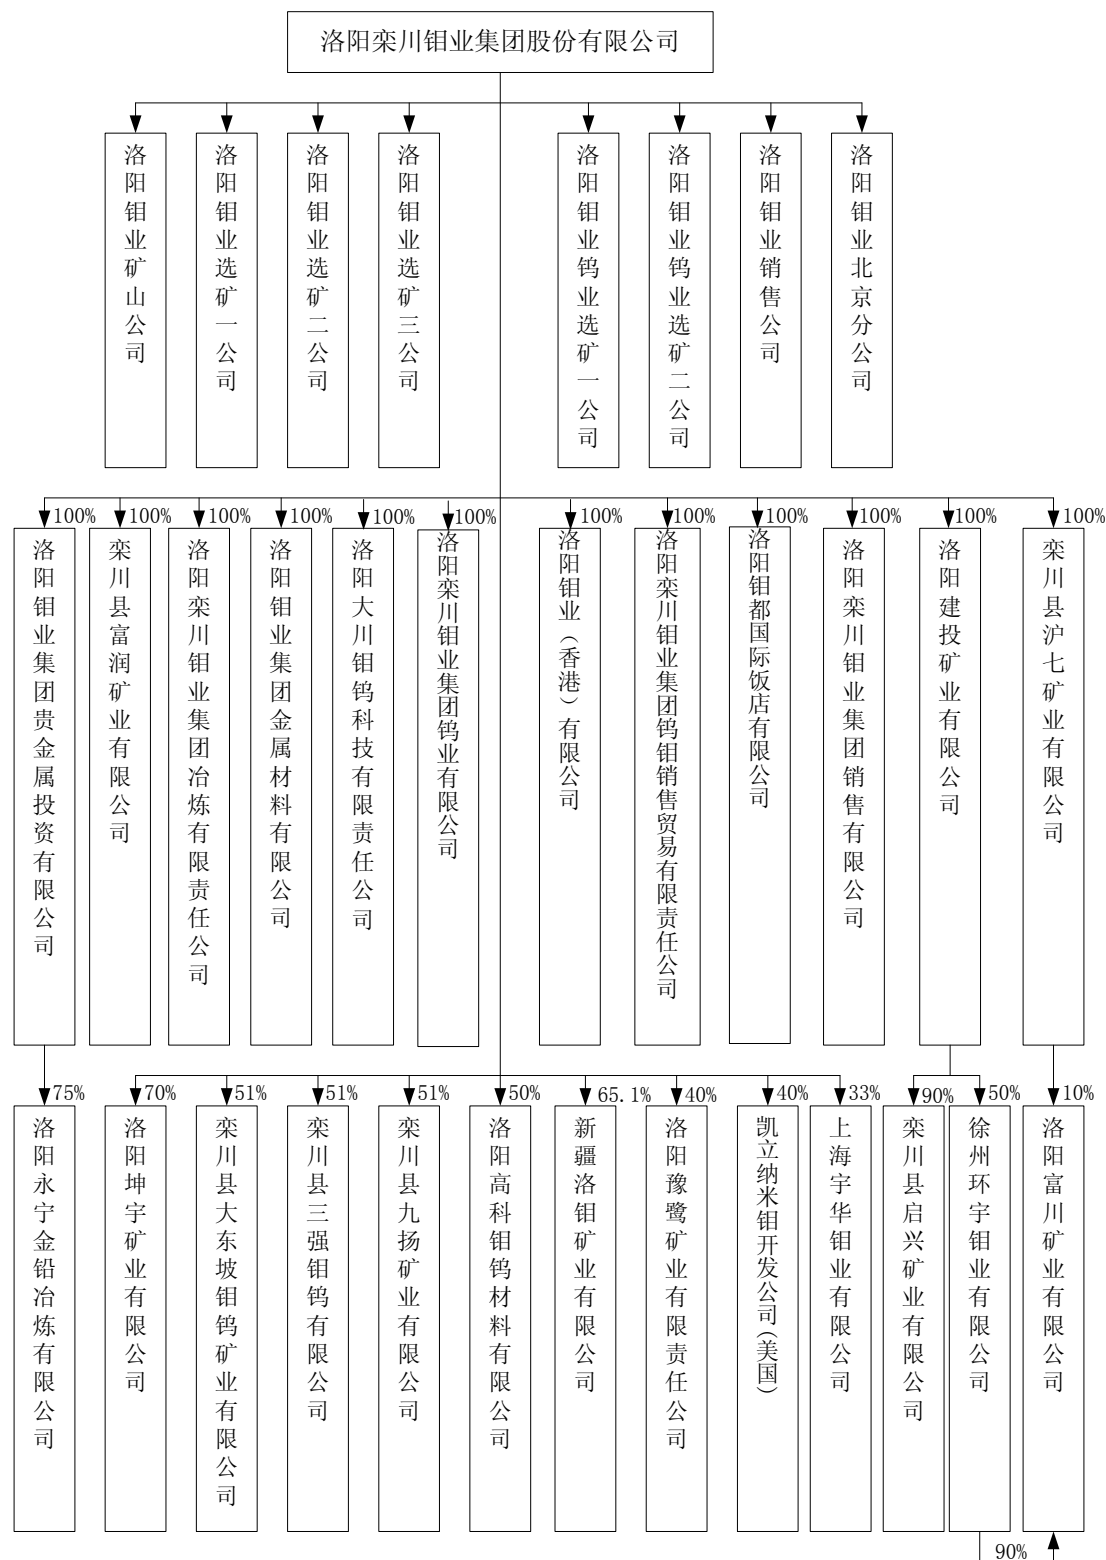 洛阳栾川钼业集团股份有限公司
洛阳钼业矿山公司
洛阳钼业选矿一公司
洛阳钼业选矿二公司
洛阳钼业选矿三公司
洛阳钼业钨业选矿一公司
洛阳钼业钨业选矿二公司
洛阳钼业销售公司
洛阳钼业北京分公司
100%
洛阳钼业集团贵金属投资有限公司
100%
栾川县富润矿业有限公司
100%
洛阳栾川钼业集团冶炼有限责任公司
100%
洛阳钼业集团金属材料有限公司
100%
洛阳大川钼钨科技有限责任公司
100%
洛阳栾川钼业集团钨业有限公司
100%
洛阳钼业（香港）有限公司
100%
洛阳栾川钼业集团钨钼销售贸易有限责任公司
100%
洛阳钼都国际饭店有限公司
100%
洛阳栾川钼业集团销售有限公司
100%
洛阳建投矿业有限公司
100%
栾川县沪七矿业有限公司
75%
洛阳永宁金铅冶炼有限公司
70%
洛阳坤宇矿业有限公司
51%
栾川县大东坡钼钨矿业有限公司
51%
栾川县三强钼钨有限公司
51%
栾川县九扬矿业有限公司
50%
洛阳高科钼钨材料有限公司
65.1%
新疆洛钼矿业有限公司
40%
洛阳豫鹭矿业有限责任公司
40%
凯立纳米钼开发公司(美国)
33%
上海宇华钼业有限公司
90%
栾川县启兴矿业有限公司
50%
徐州环宇钼业有限公司
10%
洛阳富川矿业有限公司
90%